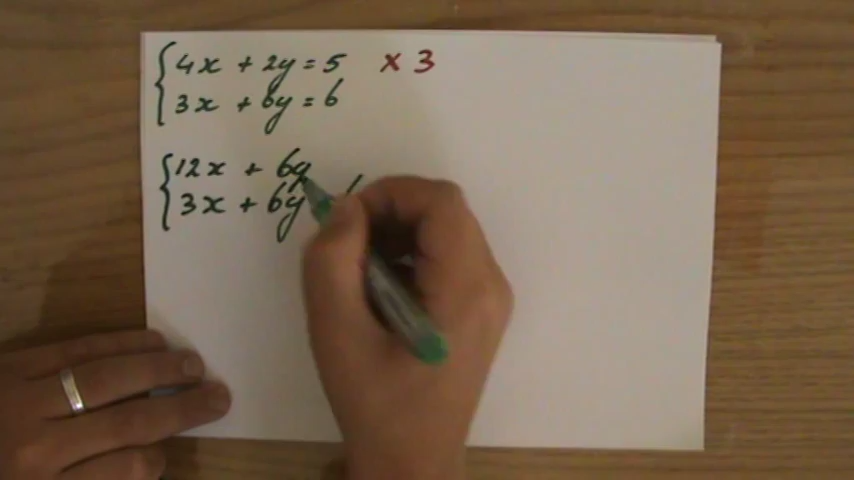 4x + 2y = 5 x 3
3x + 6y = 6
12x + 6y
3x + 6y